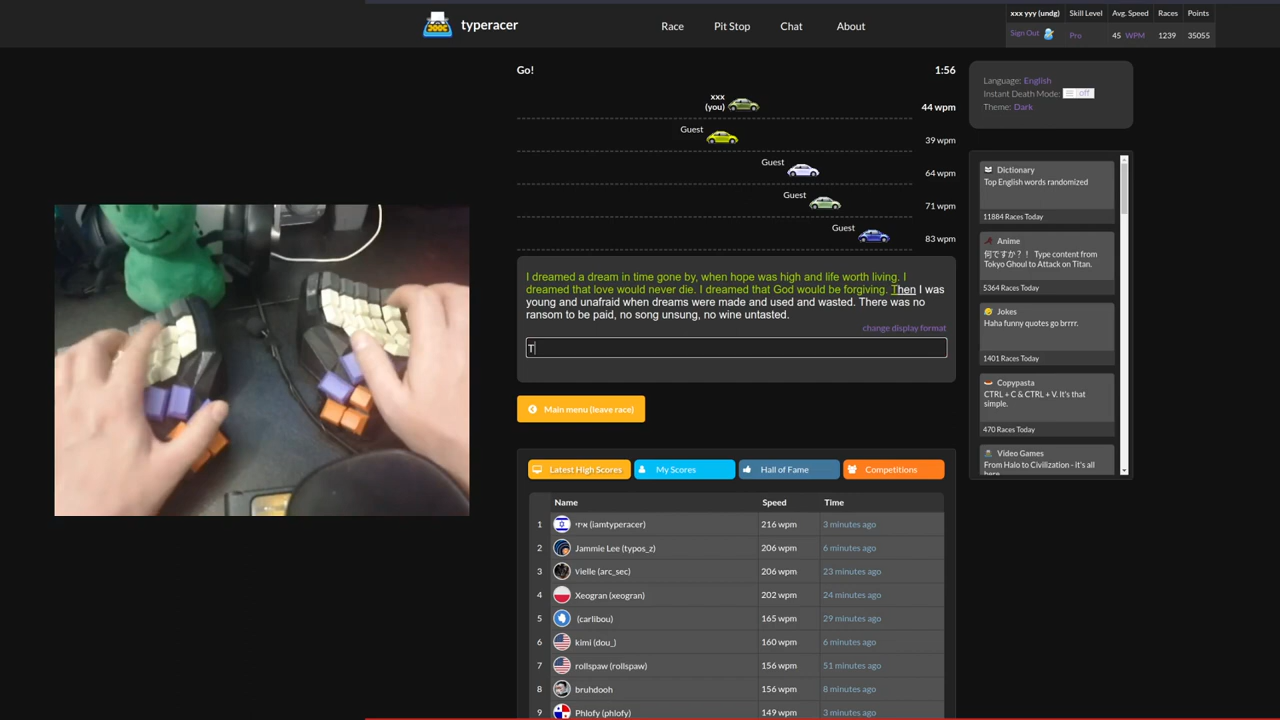 typeracer
Race
Pit Stop
Chat
About
xxx yyy (undg) Skill Level Avg. Speed Races Points
Sign Out Pro 45 WPM 1239 35055
Go! 1:56
xxx
(you) 44 wpm
Guest 39 wpm
Guest 64 wpm
Guest 71 wpm
Guest 83 wpm
I dreamed a dream in time gone by, when hope was high and life worth living. I
dreamed that love would never die. I dreamed that God would be forgiving. Then I was
young and unafraid when dreams were made and used and wasted. There was no
ransom to be paid, no song unsung, no wine untasted.
change display format
T
Main menu (leave race)
Latest High Scores My Scores Hall of Fame Competitions
Name Speed Time
1 איזי (iamtyperacer) 216 wpm 3 minutes ago
2 Jammie Lee (typos_z) 206 wpm 6 minutes ago
3 Vielle (arc_sec) 206 wpm 23 minutes ago
4 Xeogran (xeogran) 202 wpm 24 minutes ago
5 (carlibou) 165 wpm 29 minutes ago
6 kimi (dou_) 160 wpm 6 minutes ago
7 rollspaw (rollspaw) 156 wpm 51 minutes ago
8 bruhdooh 156 wpm 8 minutes ago
9 Phlofy (phlofy) 149 wpm 3 minutes ago
Language: English
Instant Death Mode: off
Theme: Dark
Dictionary
Top English words randomized
11884 Races Today
Anime
何ですか？！ Type content from
Tokyo Ghoul to Attack on Titan.
5364 Races Today
Jokes
Haha funny quotes go brrrr.
1401 Races Today
Copypasta
CTRL + C & CTRL + V. It's that
simple.
470 Races Today
Video Games
From Halo to Civilization - it's all
here.